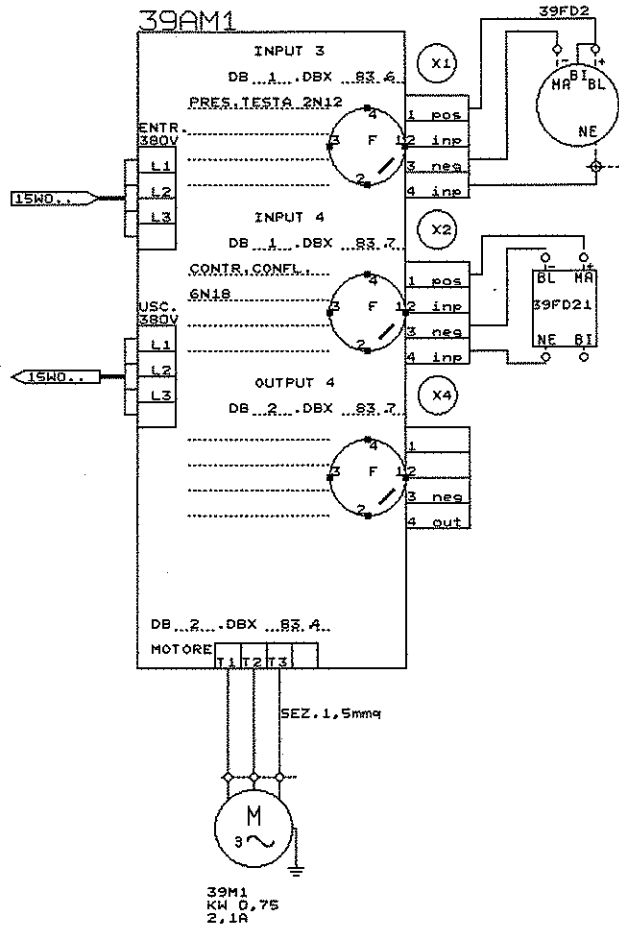 39AM1
39FD2
INPUT 3
X1
DB 1 .DBX 83.6
- BI +
MA BL
PRES.TESTA 2N12
4
3 F 1
2
1 pos
2 inp
3 neg
4 inp
NE
ENTR.
380V
L1
L2
L3
15W0..
INPUT 4
X2
DB 1 .DBX 83.7
CONTR.CONFL.
6N18
4
3 F 1
2
1 pos
2 inp
3 neg
4 inp
- +
BL MA
39FD21
NE BI
USC.
380V
L1
L2
L3
15W0..
OUTPUT 4
X4
DB 2 .DBX 83.7
4
3 F 1
2
1
2
3 neg
4 out
DB 2 .DBX 83.4
MOTORE
T1 T2 T3
SEZ.1,5mmq
M
3
39M1
KW 0,75
2,1A